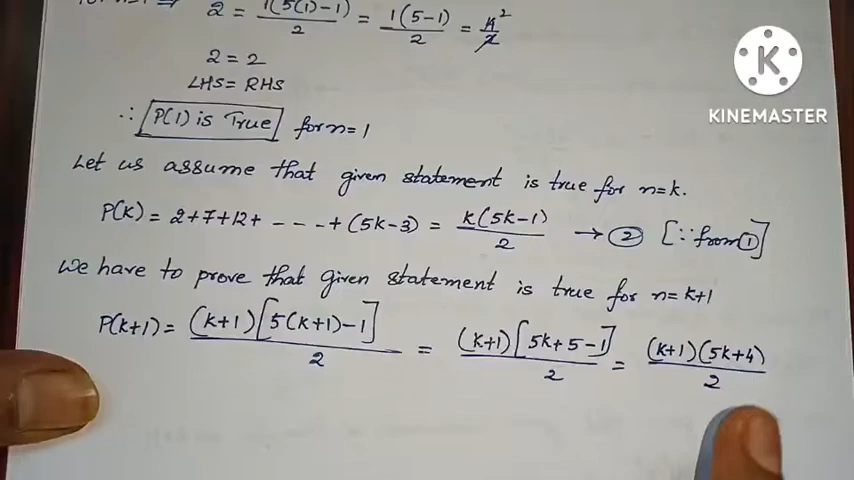 2 = 1(5(1)-1)/2 = 1(5-1)/2 = 4²/2
2 = 2
LHS = RHS
∴ P(1) is True for n=1
Let us assume that given statement is true for n=k.
P(k) = 2+7+12+ - - - - + (5k-3) = k(5k-1)/2 → ② [∵ from ①]
We have to prove that given statement is true for n=k+1
P(k+1) = (k+1)[5(k+1)-1]/2 = (k+1)[5k+5-1]/2 = (k+1)(5k+4)/2
K
KINEMASTER